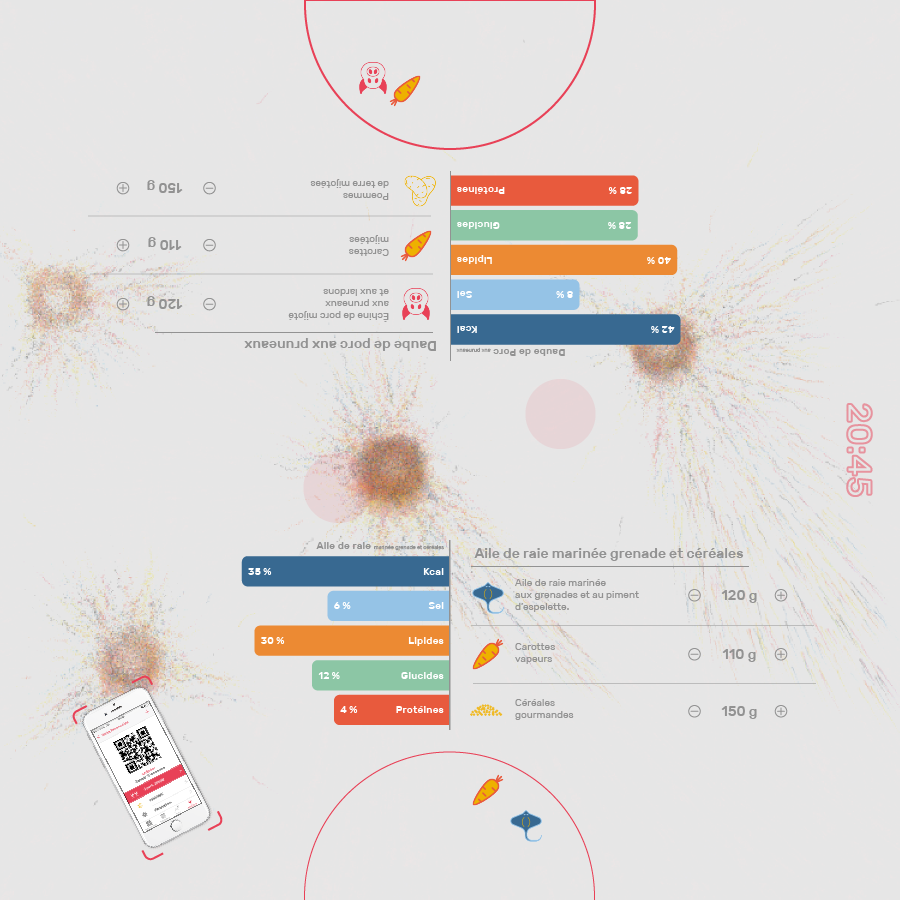 Daube de porc aux pruneaux
Échine de porc mijoté
aux pruneaux
et aux lardons
120 g
Carottes
mijotées
110 g
Poemmes
de terre mijotées
150 g
Daube de Porc aux pruneaux
Kcal 42 %
Sel 8 %
Lipides 40 %
Glucides 28 %
Protéines 28 %
20:45
Aile de raie marinée grenade et céréales
35 % Kcal
6 % Sel
30 % Lipides
12 % Glucides
4 % Protéines
Aile de raie marinée grenade et céréales
Aile de raie marinée
aux grenades et au piment
d'espelette.
120 g
Carottes
vapeurs
110 g
Céréales
gourmandes
150 g